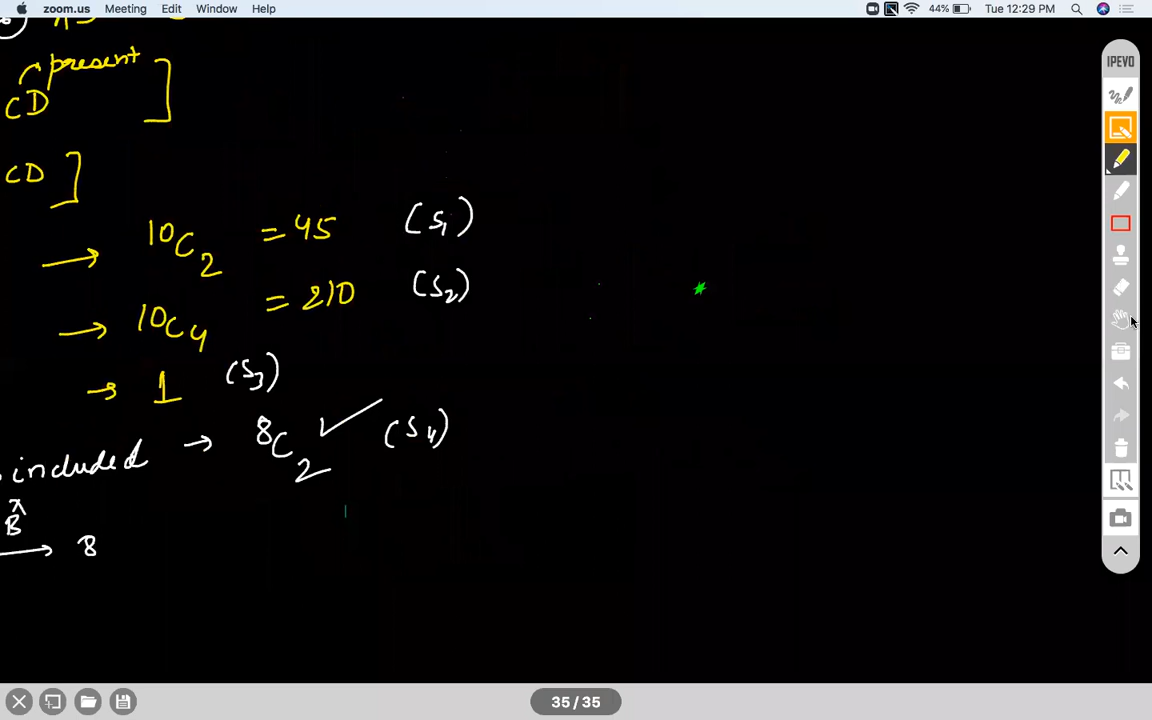 zoom.us Meeting Edit Window Help 44% Tue 12:29 PM
IPEVO
present
CD ]
CD ]
→ ¹⁰C₂ = 45 (S₁)
→ ¹⁰C₄ = 210 (S₂)
→ 1 (S₃)
included → ⁸C₂ ✓ (S₄)
B
→ 8
35 / 35